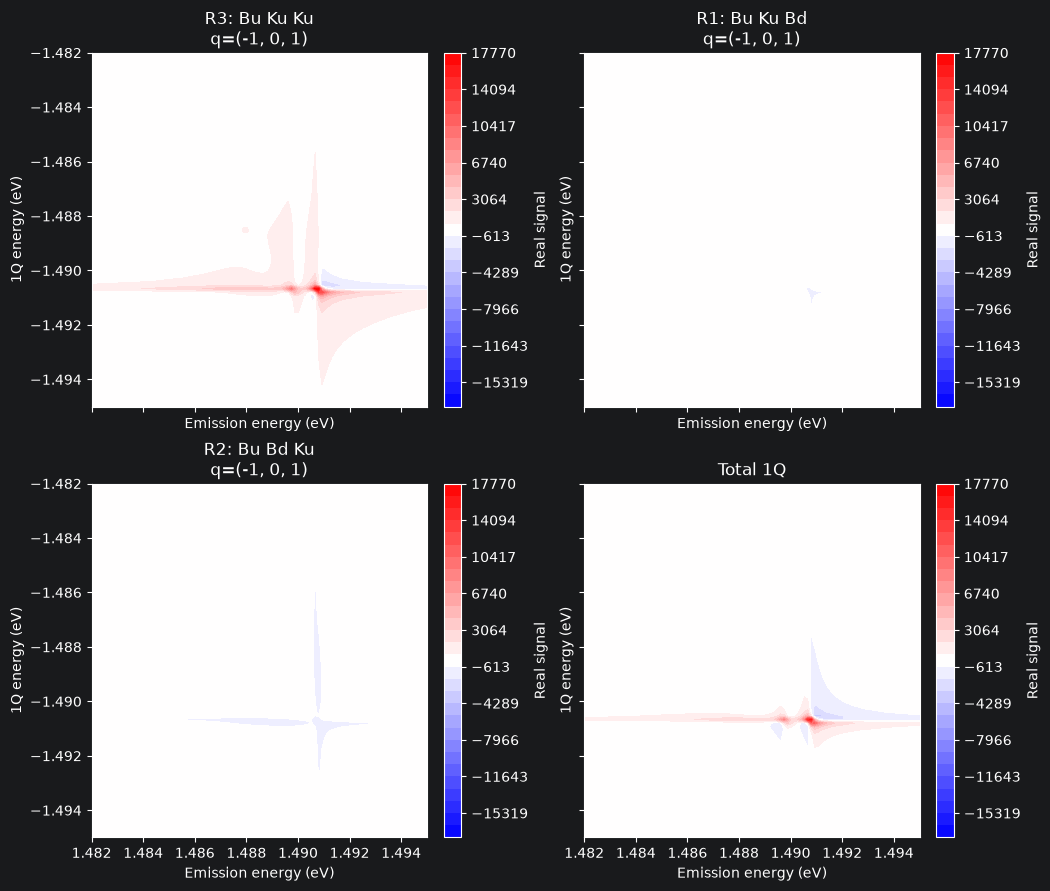 R3: Bu Ku Ku
q=(-1, 0, 1)
−1.482
−1.484
−1.486
−1.488
−1.490
−1.492
−1.494
1Q energy (eV)
Emission energy (eV)
17770
14094
10417
6740
3064
−613
−4289
−7966
−11643
−15319
Real signal
R1: Bu Ku Bd
q=(-1, 0, 1)
1Q energy (eV)
Emission energy (eV)
17770
14094
10417
6740
3064
−613
−4289
−7966
−11643
−15319
Real signal
R2: Bu Bd Ku
q=(-1, 0, 1)
−1.482
−1.484
−1.486
−1.488
−1.490
−1.492
−1.494
1Q energy (eV)
1.482 1.484 1.486 1.488 1.490 1.492 1.494
Emission energy (eV)
17770
14094
10417
6740
3064
−613
−4289
−7966
−11643
−15319
Real signal
Total 1Q
1Q energy (eV)
1.482 1.484 1.486 1.488 1.490 1.492 1.494
Emission energy (eV)
17770
14094
10417
6740
3064
−613
−4289
−7966
−11643
−15319
Real signal